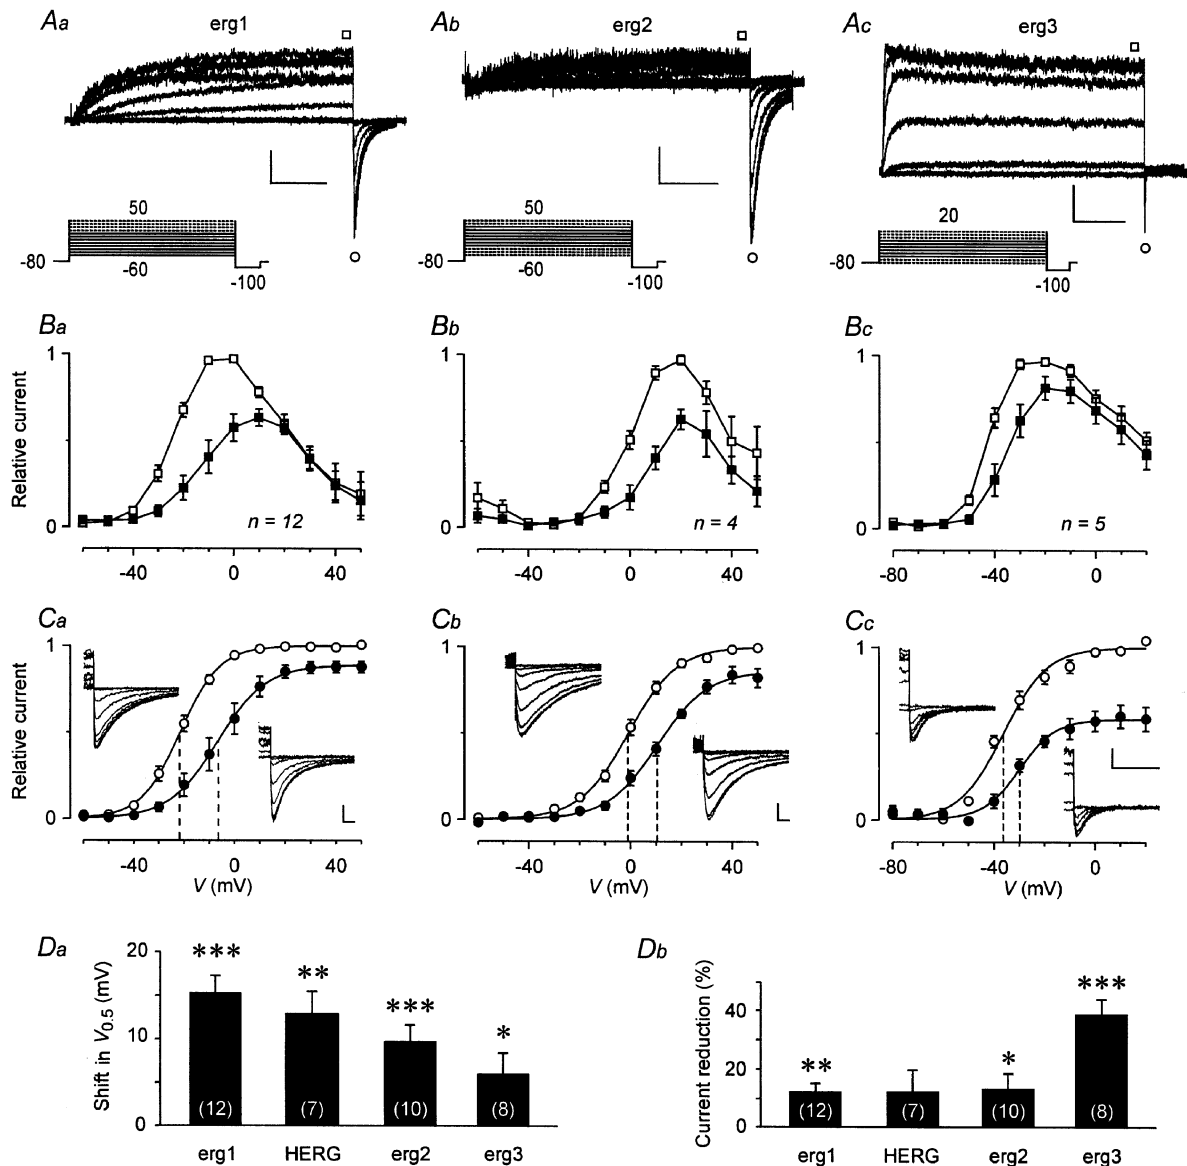 Aa erg1
Ab erg2
Ac erg3
50
-80
-60
-100
50
-80
-60
-100
20
-80
-100
Ba
Bb
Bc
Relative current
1
0
n = 12
-40 0 40
1
0
n = 4
-40 0 40
1
0
n = 5
-80 -40 0
Ca
Cb
Cc
Relative current
1
0
-40 0 40
V (mV)
1
0
-40 0 40
V (mV)
1
0
-80 -40 0
V (mV)
Da
Shift in V0.5 (mV)
20
10
0
*** ** *** *
(12) (7) (10) (8)
erg1 HERG erg2 erg3
Db
Current reduction (%)
40
20
0
** * ***
(12) (7) (10) (8)
erg1 HERG erg2 erg3